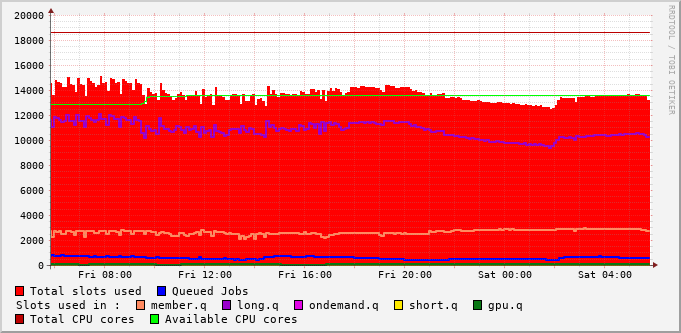 20000
18000
16000
14000
12000
10000
8000
6000
4000
2000
0
Fri 08:00 Fri 12:00 Fri 16:00 Fri 20:00 Sat 00:00 Sat 04:00
RRDTOOL / TOBI OETIKER
Total slots used Queued Jobs
Slots used in : member.q long.q ondemand.q short.q gpu.q
Total CPU cores Available CPU cores